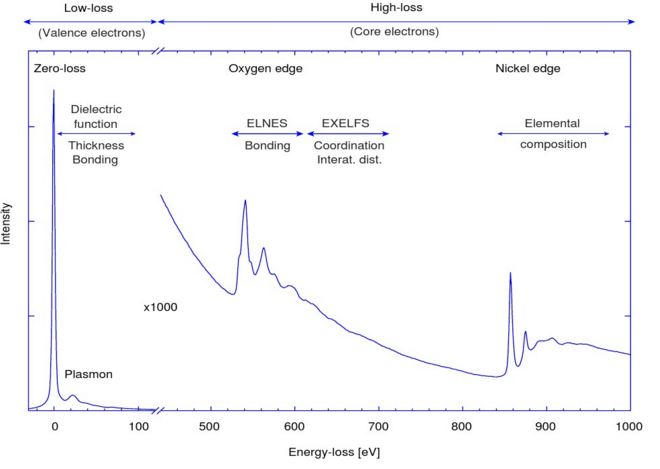 Low-loss
High-loss
(Valence electrons)
(Core electrons)
Zero-loss
Oxygen edge
Nickel edge
Dielectric
function
Thickness
Bonding
ELNES
Bonding
EXELFS
Coordination
Interat. dist.
Elemental
composition
Intensity
x1000
Plasmon
0
100
500
600
700
800
900
1000
Energy-loss [eV]